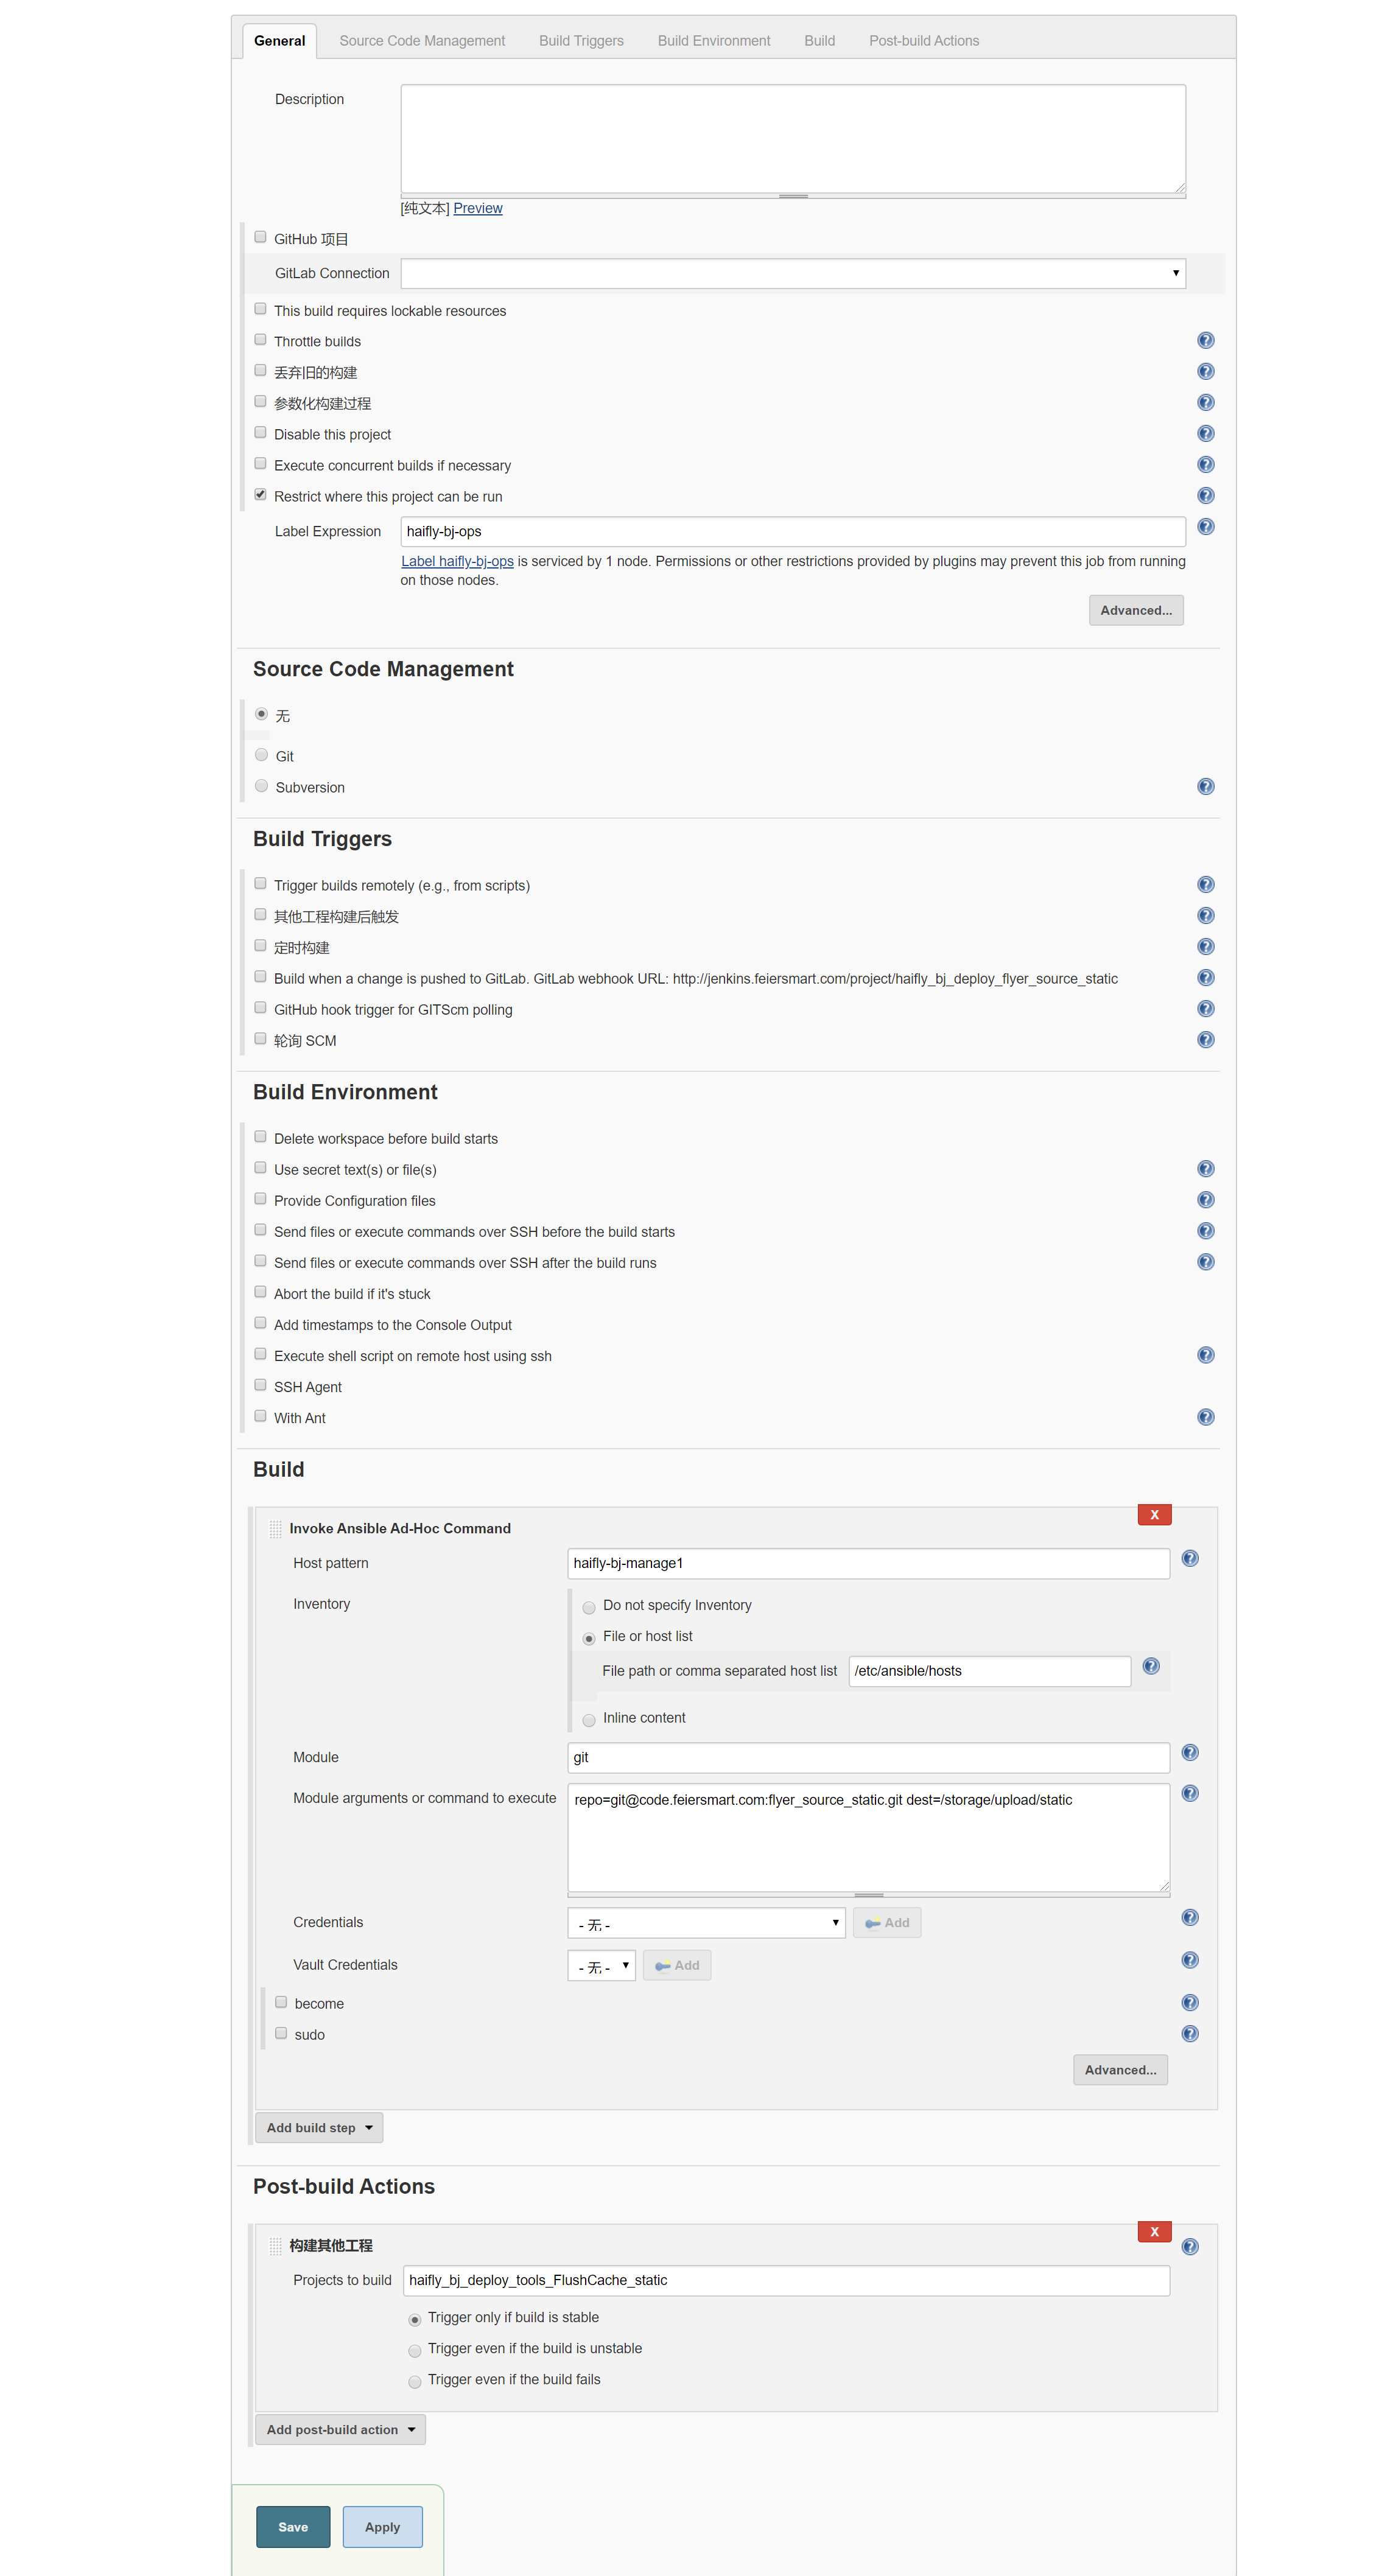 General Source Code Management Build Triggers Build Environment Build Post-build Actions
Description
[纯文本] Preview
GitHub 项目
GitLab Connection
This build requires lockable resources
Throttle builds
丢弃旧的构建
参数化构建过程
Disable this project
Execute concurrent builds if necessary
Restrict where this project can be run
Label Expression haifly-bj-ops
Label haifly-bj-ops is serviced by 1 node. Permissions or other restrictions provided by plugins may prevent this job from running
on those nodes.
Advanced...
Source Code Management
无
Git
Subversion
Build Triggers
Trigger builds remotely (e.g., from scripts)
其他工程构建后触发
定时构建
Build when a change is pushed to GitLab. GitLab webhook URL: http://jenkins.feiersmart.com/project/haifly_bj_deploy_flyer_source_static
GitHub hook trigger for GITScm polling
轮询 SCM
Build Environment
Delete workspace before build starts
Use secret text(s) or file(s)
Provide Configuration files
Send files or execute commands over SSH before the build starts
Send files or execute commands over SSH after the build runs
Abort the build if it's stuck
Add timestamps to the Console Output
Execute shell script on remote host using ssh
SSH Agent
With Ant
Build
X
Invoke Ansible Ad-Hoc Command
Host pattern haifly-bj-manage1
Inventory Do not specify Inventory
File or host list
File path or comma separated host list /etc/ansible/hosts
Inline content
Module git
Module arguments or command to execute repo=git@code.feiersmart.com:flyer_source_static.git dest=/storage/upload/static
Credentials - 无 - Add
Vault Credentials - 无 - Add
become
sudo
Advanced...
Add build step
Post-build Actions
X
构建其他工程
Projects to build haifly_bj_deploy_tools_FlushCache_static
Trigger only if build is stable
Trigger even if the build is unstable
Trigger even if the build fails
Add post-build action
Save Apply